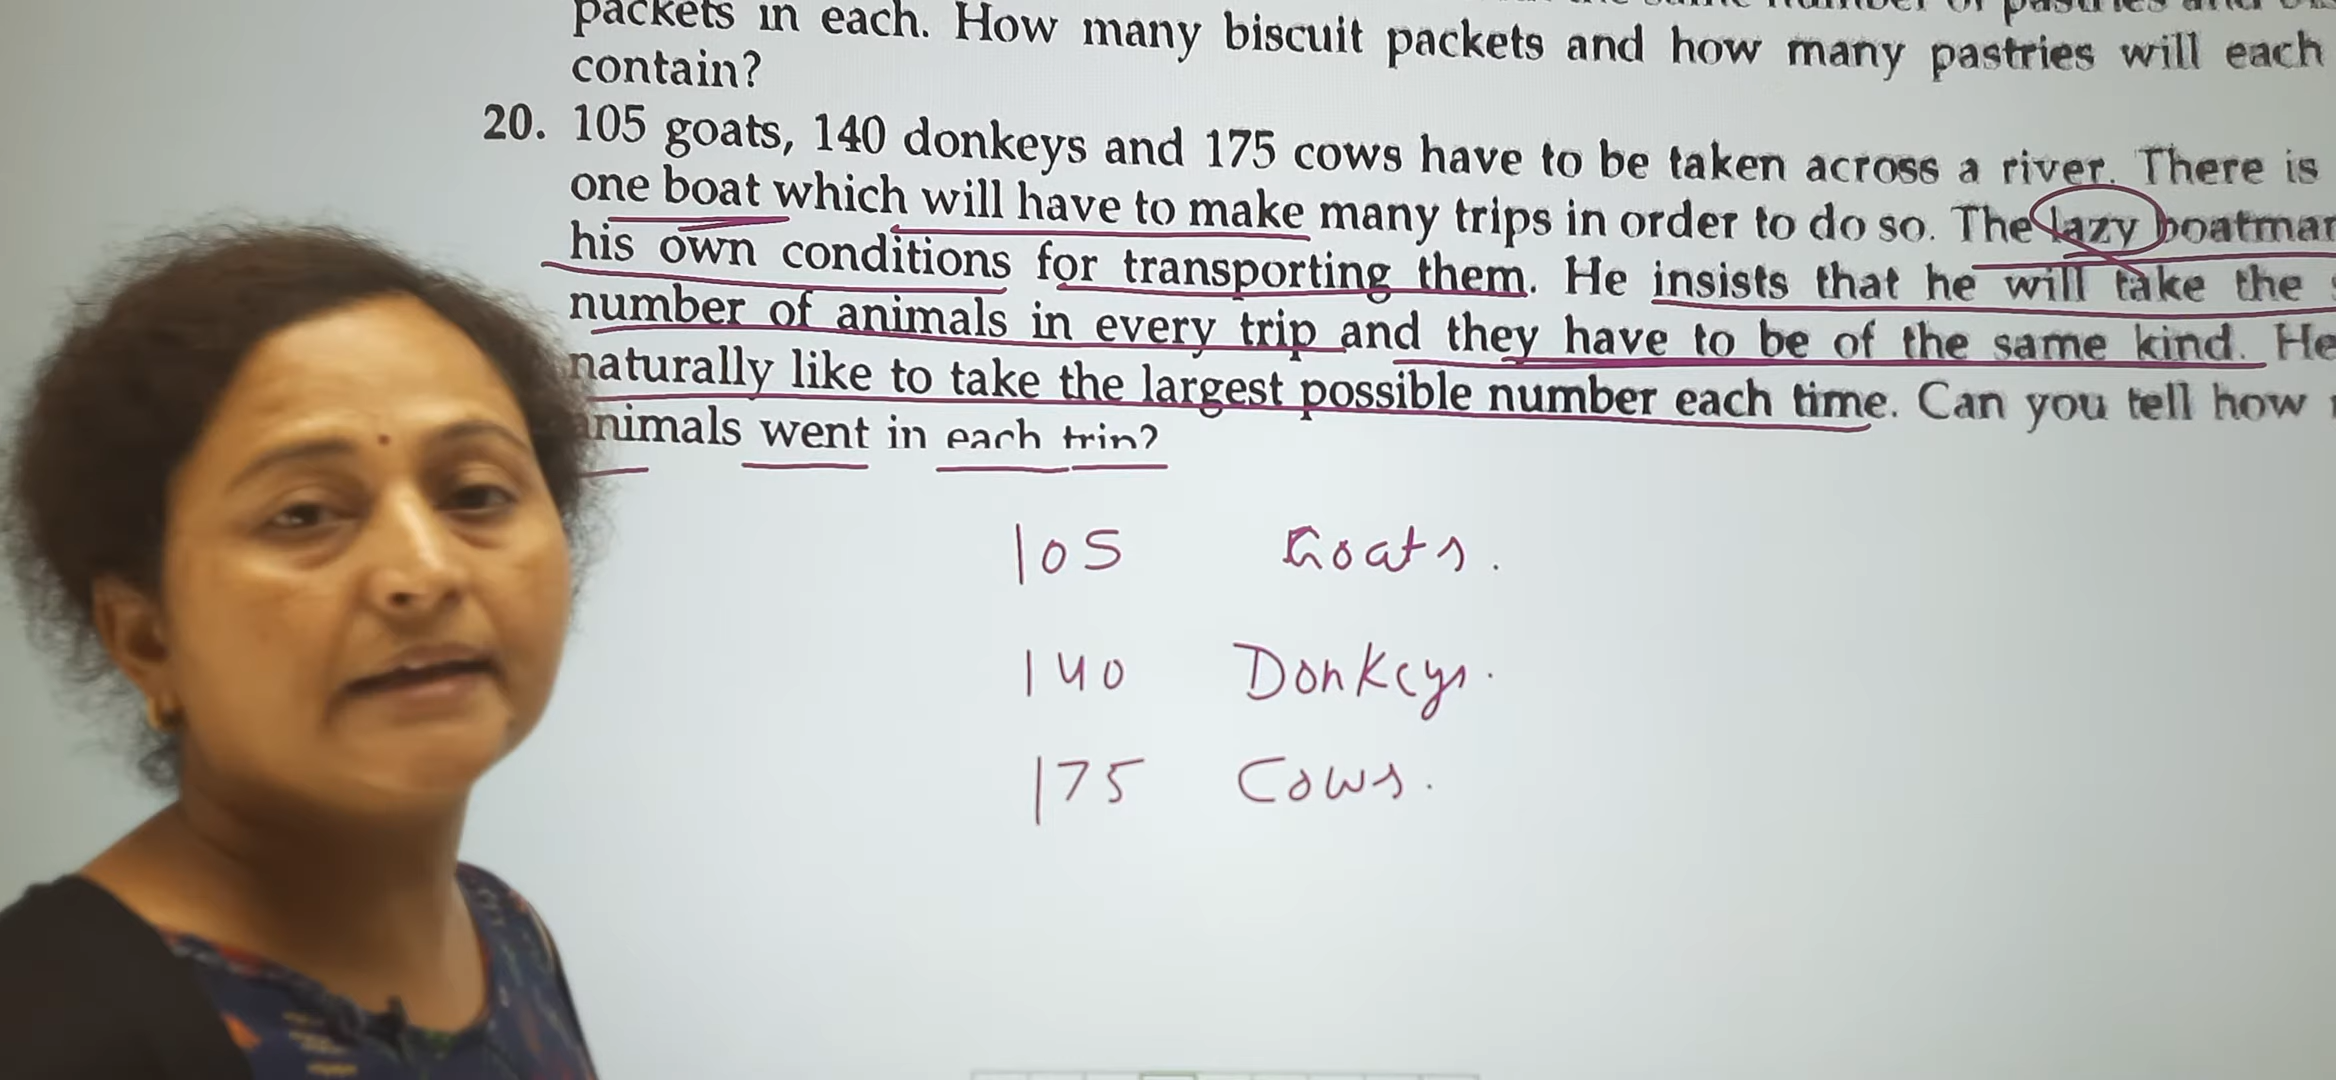 packets in each. How many biscuit packets and how many pastries will each
contain?
20. 105 goats, 140 donkeys and 175 cows have to be taken across a river. There is
one boat which will have to make many trips in order to do so. The lazy boatman
his own conditions for transporting them. He insists that he will take the
number of animals in every trip and they have to be of the same kind. He
naturally like to take the largest possible number each time. Can you tell how
animals went in each trip?
105 Goats.
140 Donkeys.
175 Cows.